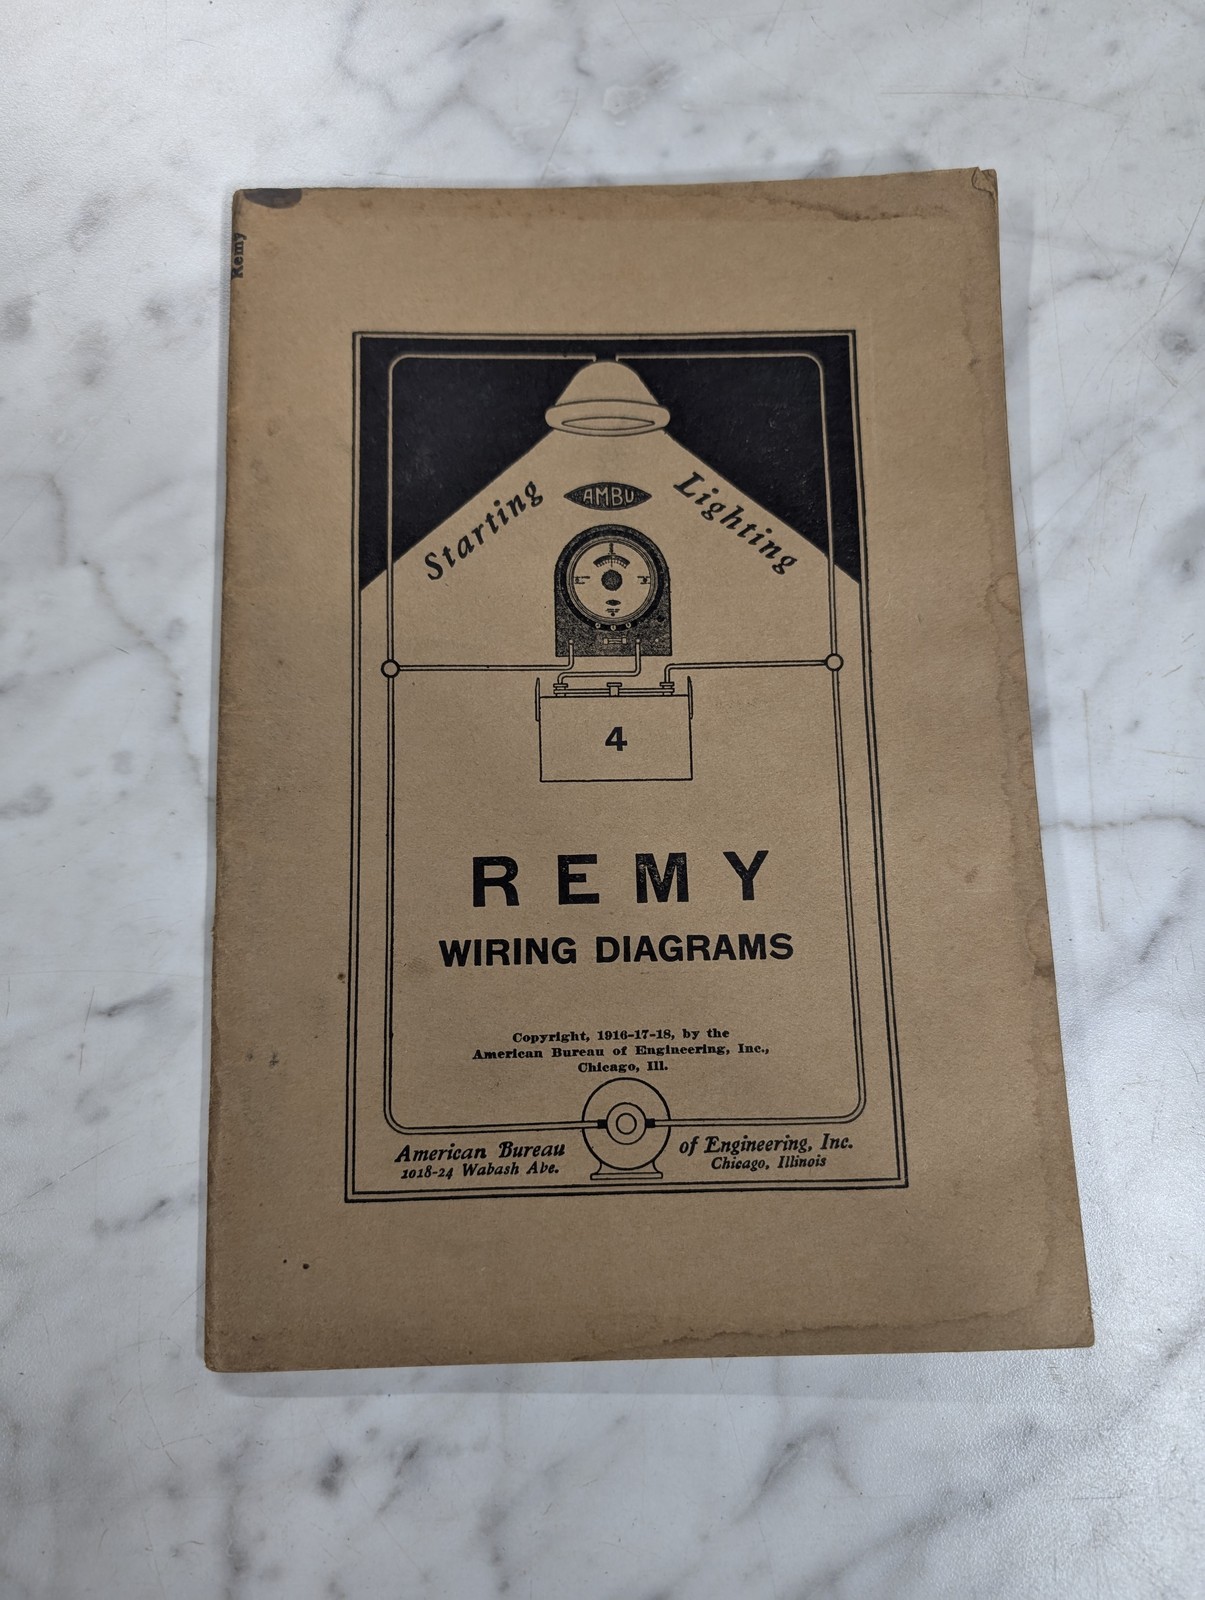 Remy
Starting
AMBU
Lighting
4
REMY
WIRING DIAGRAMS
Copyright, 1916-17-18, by the
American Bureau of Engineering, Inc.,
Chicago, Ill.
American Bureau
1018-24 Wabash Ave.
of Engineering, Inc.
Chicago, Illinois